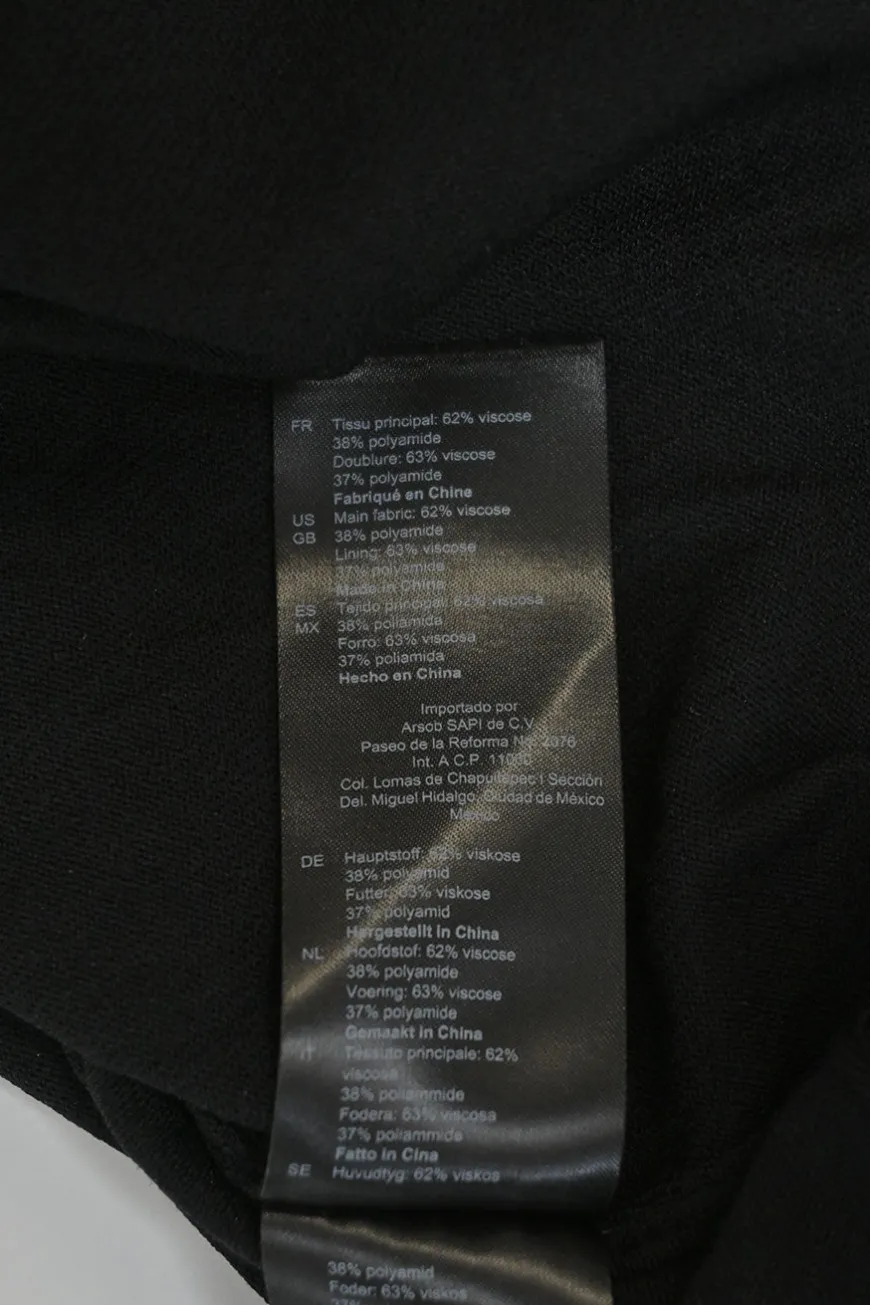 FR Tissu principal: 62% viscose
38% polyamide
Doublure: 63% viscose
37% polyamide
Fabriqué en Chine
US Main fabric: 62% viscose
GB 38% polyamide
Lining: 63% viscose
37% polyamide
Made in China
ES Tejido principal: 62% viscosa
MX 38% poliamida
Forro: 63% viscosa
37% poliamida
Hecho en China
Importado por
Arsob SAPI de C.V
Paseo de la Reforma
Int. A C.P.
Col. Lomas de Chapultepec I Sección
Del. Miguel Hidalgo, Ciudad de México
México
DE Hauptstoff: 62% viskose
38% polyamid
Futter: 63% viskose
37% polyamid
Hergestellt in China
NL Hoofdstof: 62% viscose
38% polyamide
Voering: 63% viscose
37% polyamide
Gemaakt in China
IT Tessuto principale: 62%
viscosa
38% poliammide
Fodera: 63% viscosa
37% poliammide
Fatto in Cina
SE Huvudtyg: 62% viskos
38% polyamid
Foder: 63% viskos
37%